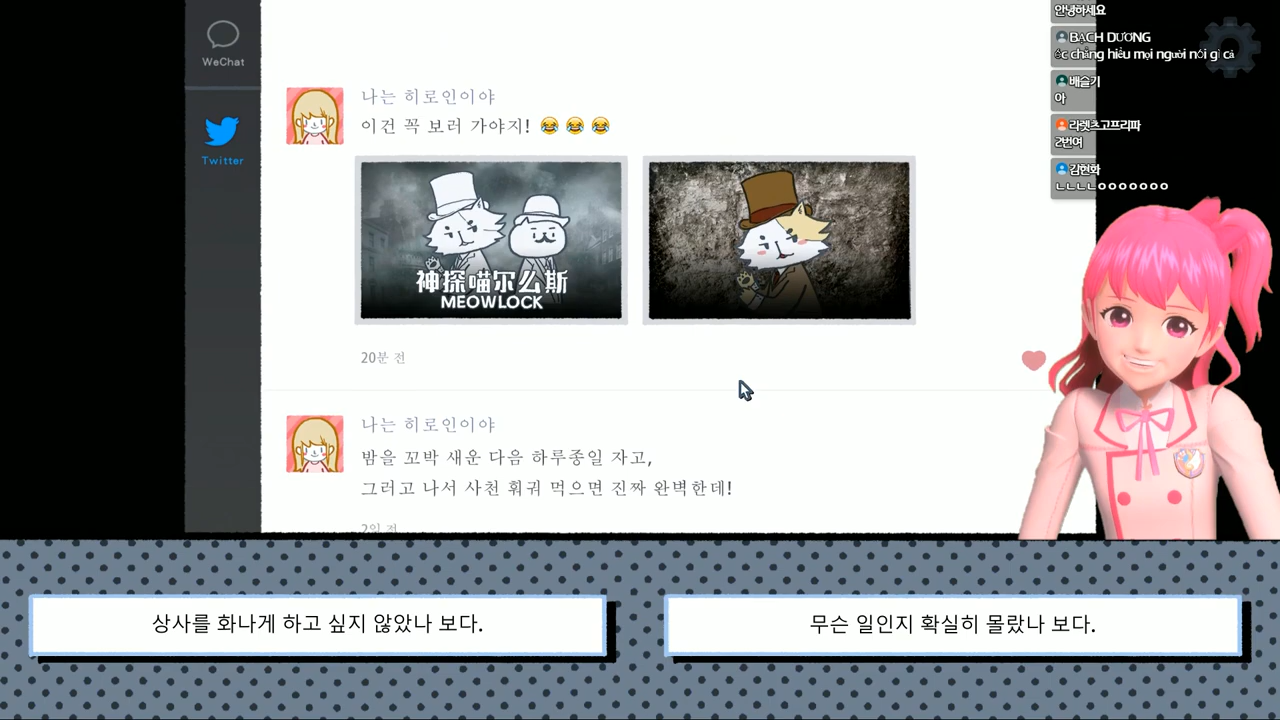 WeChat
Twitter
나는 히로인이야
이건 꼭 보러 가야지! 😂 😂 😂
神探喵尔么斯
MEOWLOCK
20분 전
나는 히로인이야
밤을 꼬박 새운 다음 하루종일 자고,
그러고 나서 사천 훠궈 먹으면 진짜 완벽한데!
2일 전
안녕하세요
BẠCH DƯƠNG
chẳng hiểu mọi người nói gì cả
배슬기
아
라렛츠고프리파
2번여
김현화
ㄴㄴㄴㄴㅇㅇㅇㅇㅇㅇㅇ
상사를 화나게 하고 싶지 않았나 보다.
무슨 일인지 확실히 몰랐나 보다.